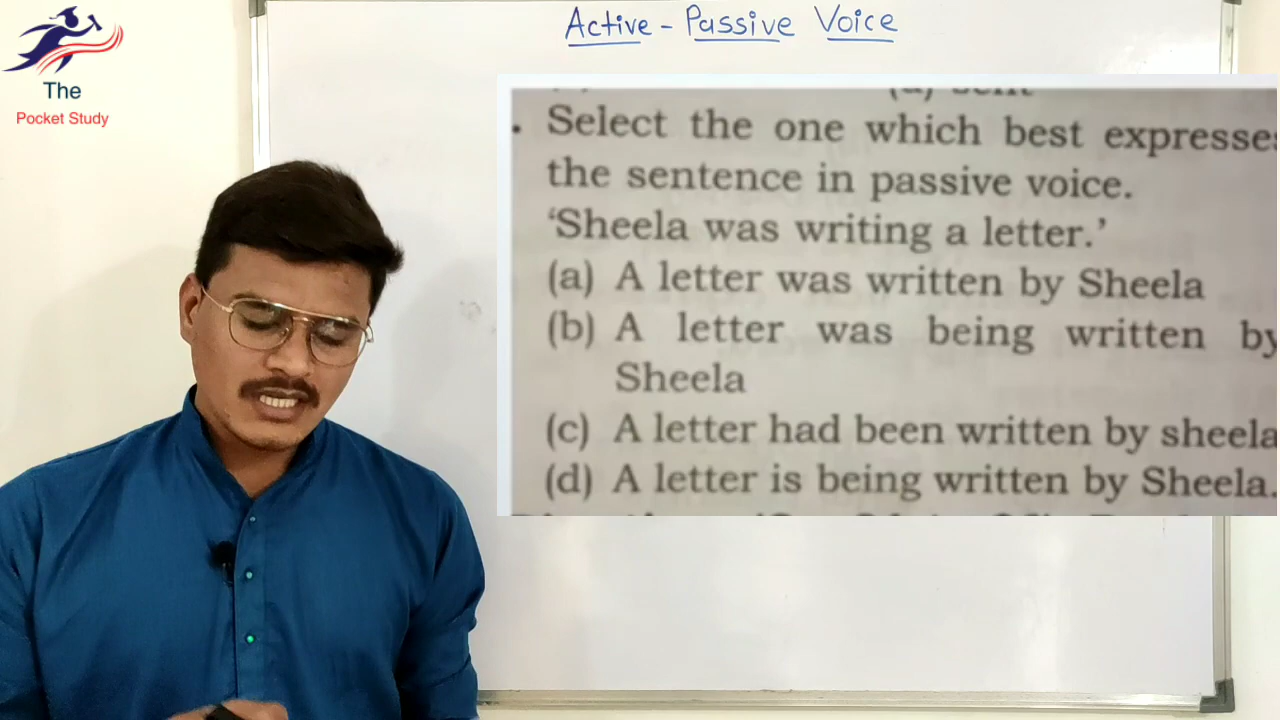 The
Pocket Study
Active - Passive Voice
. Select the one which best expresses
the sentence in passive voice.
‘Sheela was writing a letter.’
(a) A letter was written by Sheela
(b) A letter was being written by
Sheela
(c) A letter had been written by sheela
(d) A letter is being written by Sheela.